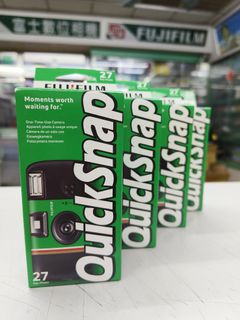 富士數位相機
FUJIFILM
27
FUJIFILM
Moments worth
waiting for.
One-Time-Use Camera
Appareil photo à usage unique
Cámara de un solo uso
Einwegkamera
Fotocamera monouso
QuickSnap
27
QuickSnap
QuickSnap
QuickSnap